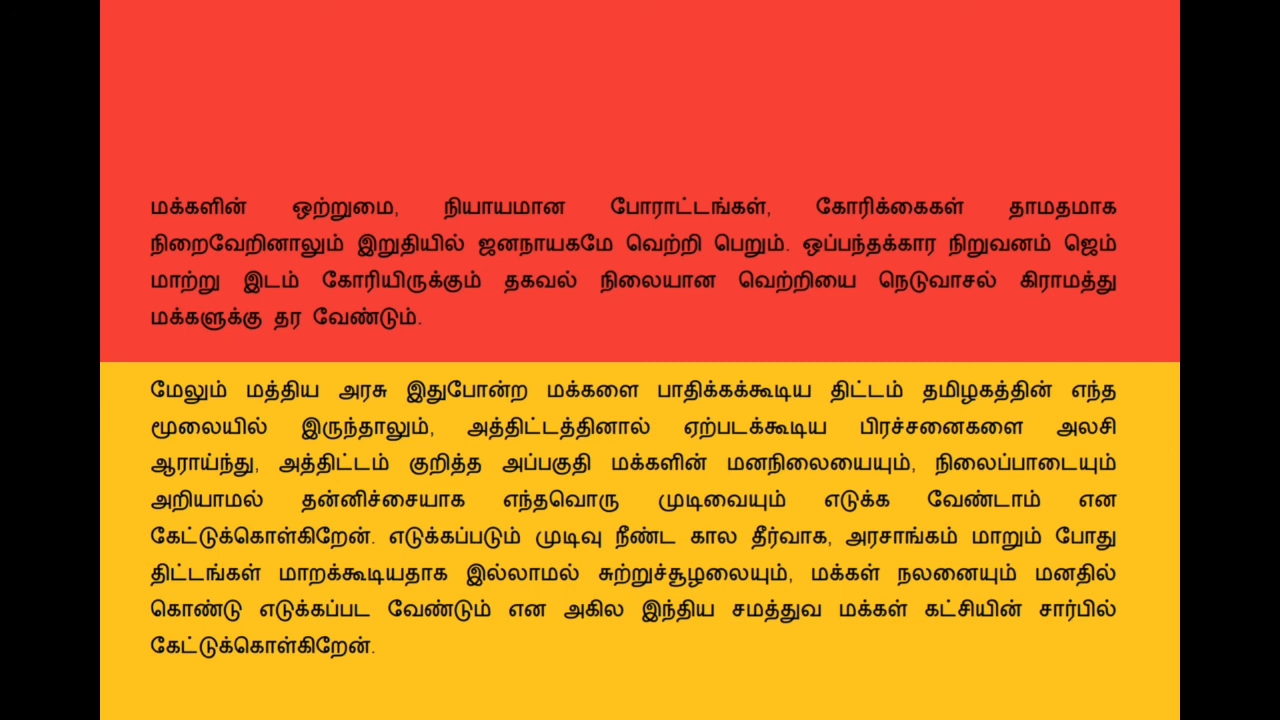 மக்களின் ஒற்றுமை, நியாயமான போராட்டங்கள், கோரிக்கைகள் தாமதமாக
நிறைவேறினாலும் இறுதியில் ஜனநாயகமே வெற்றி பெறும். ஒப்பந்தக்கார நிறுவனம் ஜெம்
மாற்று இடம் கோரியிருக்கும் தகவல் நிலையான வெற்றியை நெடுவாசல் கிராமத்து
மக்களுக்கு தர வேண்டும்.
மேலும் மத்திய அரசு இதுபோன்ற மக்களை பாதிக்கக்கூடிய திட்டம் தமிழகத்தின் எந்த
மூலையில் இருந்தாலும், அத்திட்டத்தினால் ஏற்படக்கூடிய பிரச்சனைகளை அலசி
ஆராய்ந்து, அத்திட்டம் குறித்த அப்பகுதி மக்களின் மனநிலையையும், நிலைப்பாடையும்
அறியாமல் தன்னிச்சையாக எந்தவொரு முடிவையும் எடுக்க வேண்டாம் என
கேட்டுக்கொள்கிறேன். எடுக்கப்படும் முடிவு நீண்ட கால தீர்வாக, அரசாங்கம் மாறும் போது
திட்டங்கள் மாறக்கூடியதாக இல்லாமல் சுற்றுச்சூழலையும், மக்கள் நலனையும் மனதில்
கொண்டு எடுக்கப்பட வேண்டும் என அகில இந்திய சமத்துவ மக்கள் கட்சியின் சார்பில்
கேட்டுக்கொள்கிறேன்.